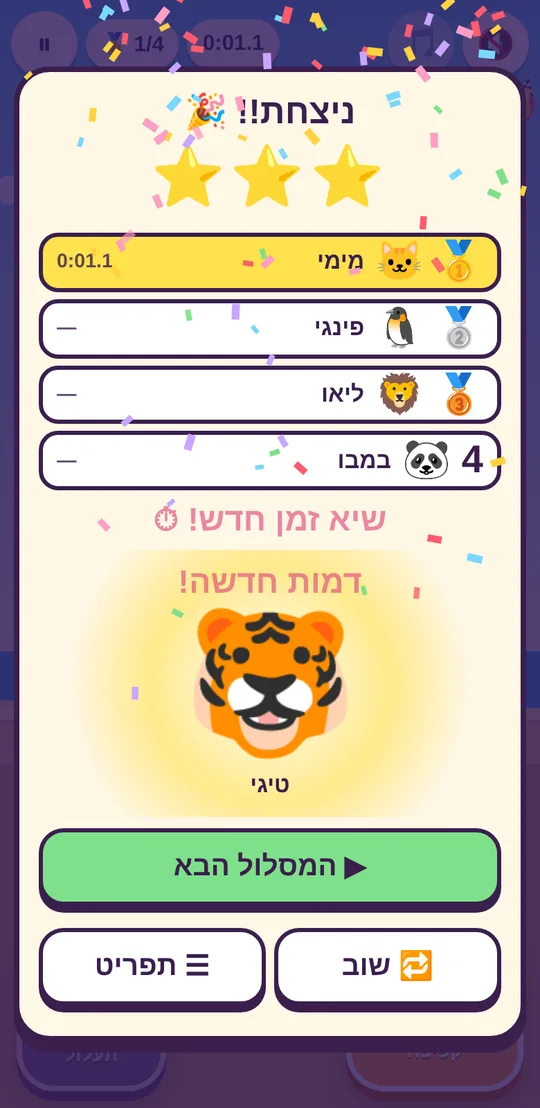 1/4
0:01.1
ניצחת!!
מימי 0:01.1
פינגי —
ליאו —
4 במבו —
שיא זמן חדש!
דמות חדשה!
טיגי
המסלול הבא
שוב
תפריט